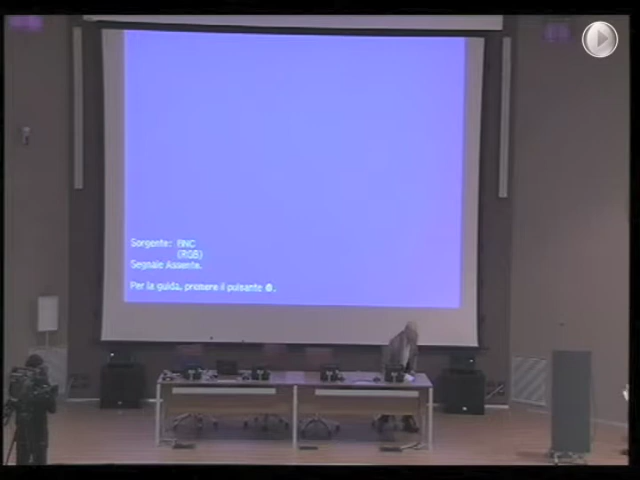 Sorgente: BNC
(RGB)
Segnale Assente.
Per la guida, premere il pulsante